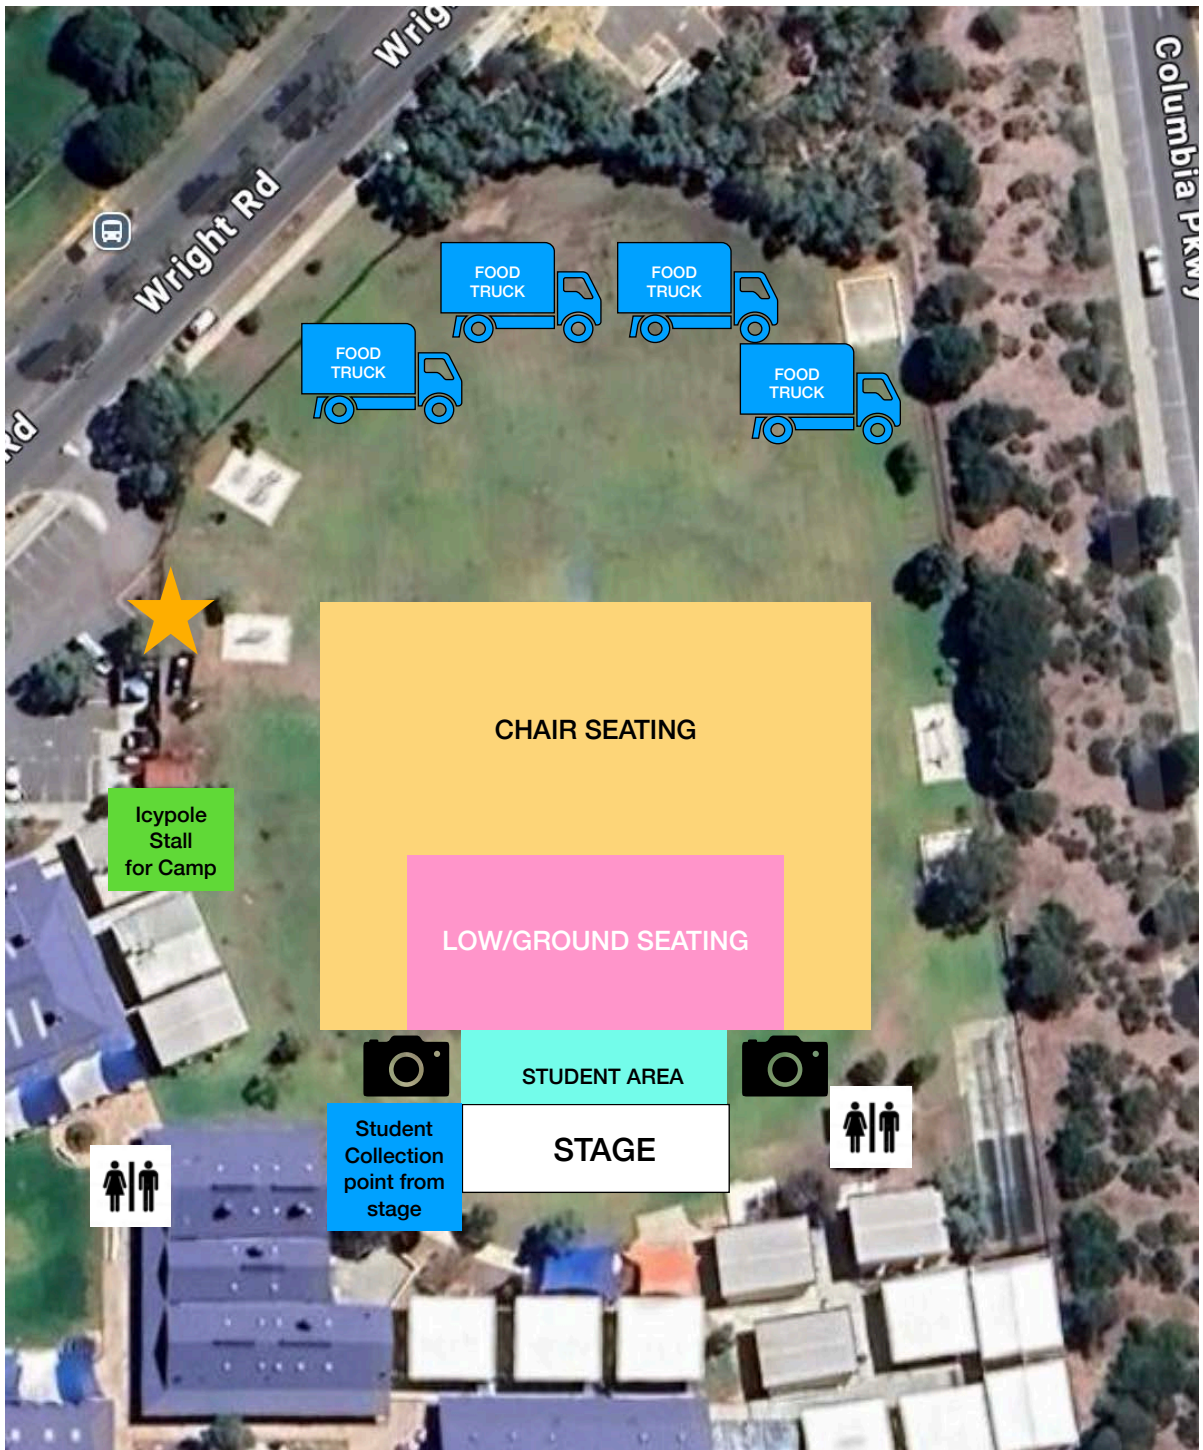 Wrig
Columbia Pkwy
Wright Rd
FOOD
TRUCK
FOOD
TRUCK
FOOD
TRUCK
FOOD
TRUCK
Rd
CHAIR SEATING
Icypole
Stall
for Camp
LOW/GROUND SEATING
STUDENT AREA
Student
Collection
point from
stage
STAGE